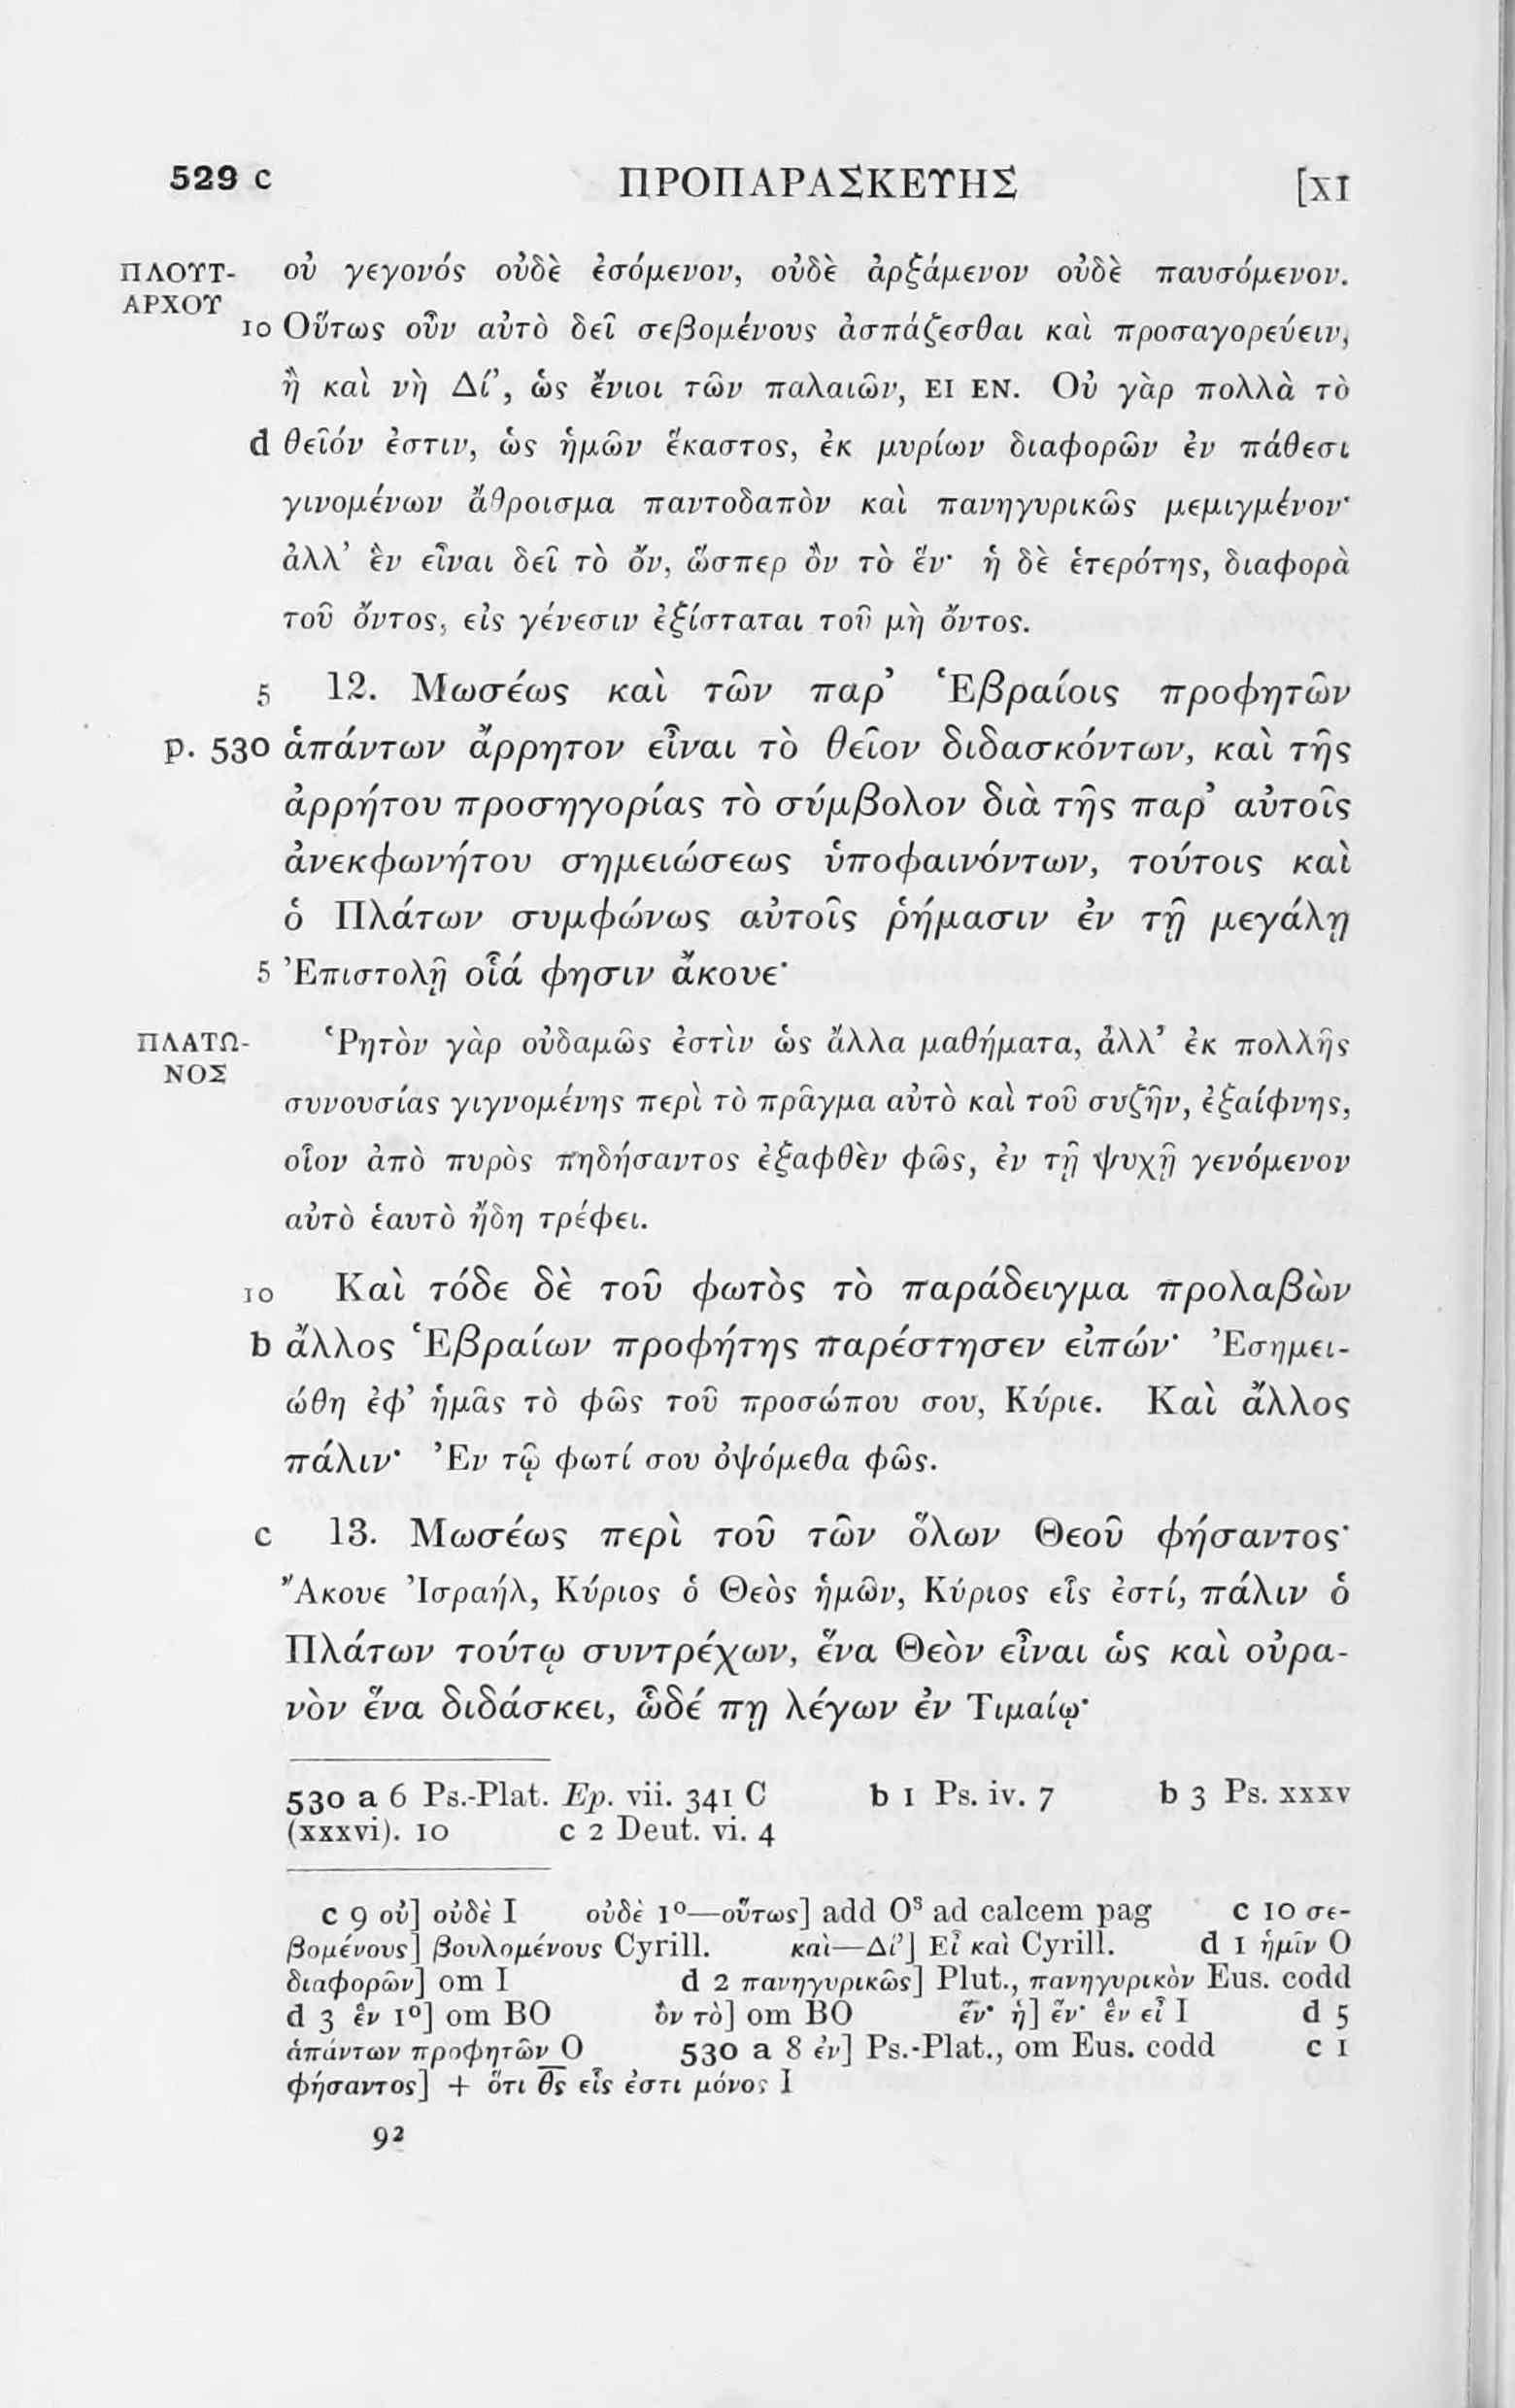 529 c ΠΡΟΠΑΡΑΣΚΕΥΗΣ [XI
ΠΛΟΥΤ- οὐ γεγονός οὐδὲ ἐσόμενον, οὐδὲ ἀρξάμενον οὐδὲ παυσόμενον.
ΑΡΧΟΥ
10 Οὕτως οὖν αὐτὸ δεῖ σεβομένους ἀσπάζεσθαι καὶ προσαγορεύειν,
ἢ καὶ νὴ Δί’, ὡς ἔνιοι τῶν παλαιῶν, ΕΙ ΕΝ. Οὐ γὰρ πολλὰ τὸ
d θεῖόν ἐστιν, ὡς ἡμῶν ἕκαστος, ἐκ μυρίων διαφορῶν ἐν πάθεσι
γινομένων ἄθροισμα παντοδαπὸν καὶ πανηγυρικῶς μεμιγμένον·
ἀλλ’ ἓν εἶναι δεῖ τὸ ὄν, ὥσπερ ὂν τὸ ἕν· ἡ δὲ ἑτερότης, διαφορὰ
τοῦ ὄντος, εἰς γένεσιν ἐξίσταται τοῦ μὴ ὄντος.
5 12. Μωσέως καὶ τῶν παρ’ Ἑβραίοις προφητῶν
p. 530 ἁπάντων ἄρρητον εἶναι τὸ θεῖον διδασκόντων, καὶ τῆς
ἀρρήτου προσηγορίας τὸ σύμβολον διὰ τῆς παρ’ αὐτοῖς
ἀνεκφωνήτου σημειώσεως ὑποφαινόντων, τούτοις καὶ
ὁ Πλάτων συμφώνως αὐτοῖς ῥήμασιν ἐν τῇ μεγάλῃ
5 Ἐπιστολῇ οἷά φησιν ἄκουε·
ΠΛΑΤΩ- Ῥητὸν γὰρ οὐδαμῶς ἐστὶν ὡς ἄλλα μαθήματα, ἀλλ’ ἐκ πολλῆς
ΝΟΣ
συνουσίας γιγνομένης περὶ τὸ πρᾶγμα αὐτὸ καὶ τοῦ συζῆν, ἐξαίφνης,
οἷον ἀπὸ πυρὸς πηδήσαντος ἐξαφθὲν φῶς, ἐν τῇ ψυχῇ γενόμενον
αὐτὸ ἑαυτὸ ἤδη τρέφει.
10 Καὶ τόδε δὲ τοῦ φωτὸς τὸ παράδειγμα προλαβὼν
b ἄλλος Ἑβραίων προφήτης παρέστησεν εἰπών· Ἐσημει-
ώθη ἐφ’ ἡμᾶς τὸ φῶς τοῦ προσώπου σου, Κύριε. Καὶ ἄλλος
πάλιν· Ἐν τῷ φωτί σου ὀψόμεθα φῶς.
c 13. Μωσέως περὶ τοῦ τῶν ὅλων Θεοῦ φήσαντος·
Ἄκουε Ἰσραήλ, Κύριος ὁ Θεὸς ἡμῶν, Κύριος εἷς ἐστί, πάλιν ὁ
Πλάτων τούτῳ συντρέχων, ἕνα Θεὸν εἶναι ὡς καὶ οὐρα-
νὸν ἕνα διδάσκει, ὧδέ πῃ λέγων ἐν Τιμαίῳ·
530 a 6 Ps.-Plat. Ep. vii. 341 C b 1 Ps. iv. 7 b 3 Ps. xxxv
(xxxvi). 10 c 2 Deut. vi. 4
c 9 οὐ] οὐδὲ I οὐδὲ 1º—οὕτως] add O³ ad calcem pag c 10 σε-
βομένους] βουλομένους Cyrill. καὶ—Δί’] Εἶ καὶ Cyrill. d 1 ἡμῖν O
διαφορῶν] om I d 2 πανηγυρικῶς] Plut., πανηγυρικὸν Eus. codd
d 3 ἓν 1º] om BO ὂν τὸ] om BO ἕν· ἡ] ἕν· ἓν εἶ I d 5
ἁπάντων προφητῶν O 530 a 8 ἐν] Ps.-Plat., om Eus. codd c 1
φήσαντος] + ὅτι θ̅ς̅ εἷς ἐστι μόνος I
92